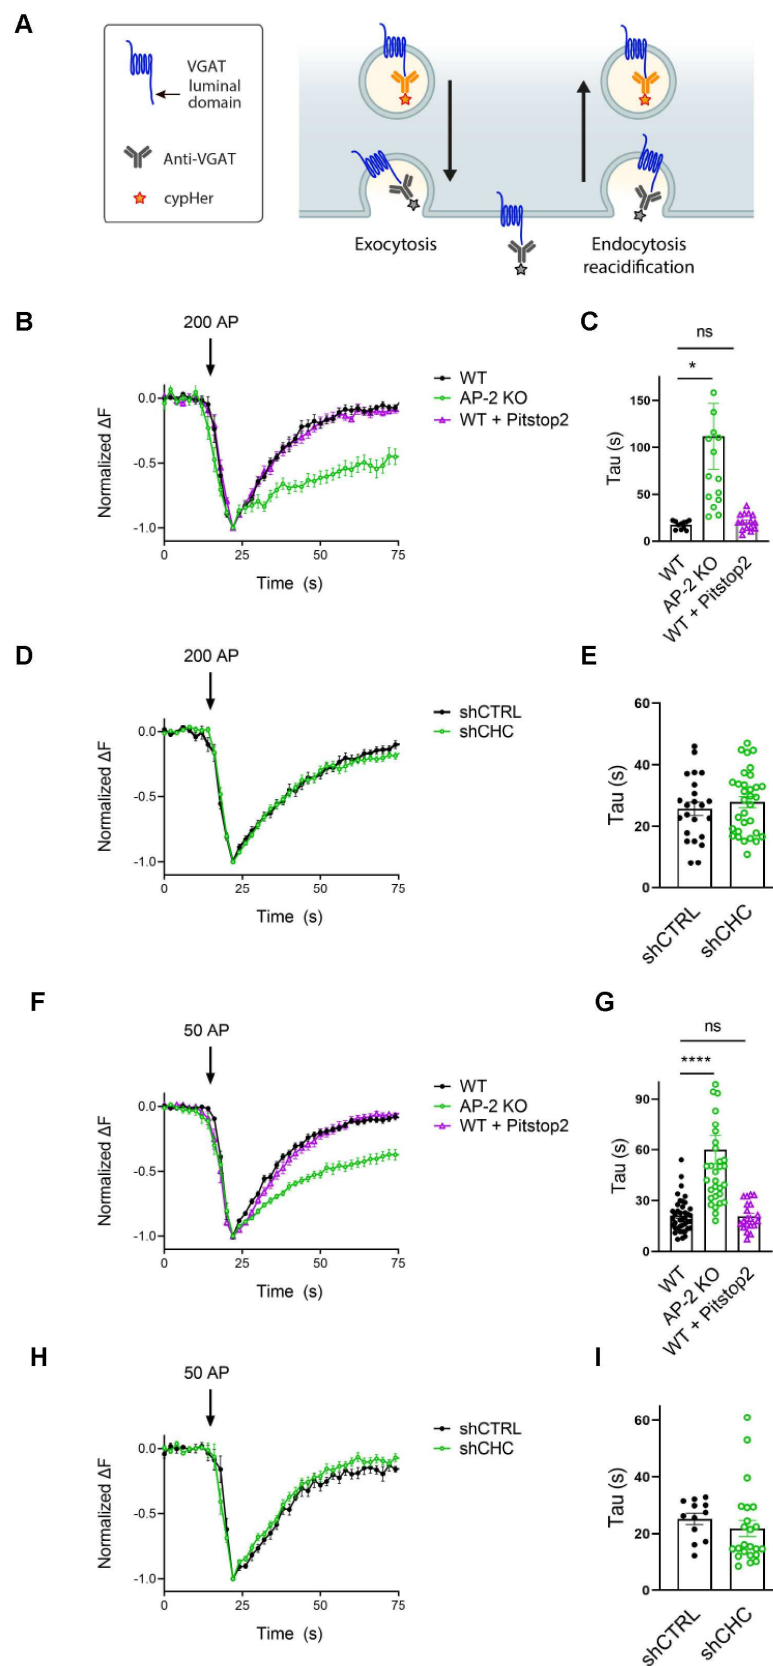 A
VGAT
luminal
domain
Anti-VGAT
cypHer
Exocytosis
Endocytosis
reacidification
B
200 AP
Normalized ΔF
0.0
-0.5
-1.0
0
25
50
75
Time (s)
WT
AP-2 KO
WT + Pitstop2
C
ns
*
Tau (s)
150
100
50
0
WT
AP-2 KO
WT + Pitstop2
D
200 AP
Normalized ΔF
0.0
-0.5
-1.0
0
25
50
75
Time (s)
shCTRL
shCHC
E
Tau (s)
60
40
20
0
shCTRL
shCHC
F
50 AP
Normalized ΔF
0.0
-0.5
-1.0
0
25
50
75
Time (s)
WT
AP-2 KO
WT + Pitstop2
G
ns
****
Tau (s)
90
60
30
0
WT
AP-2 KO
WT + Pitstop2
H
50 AP
Normalized ΔF
0.0
-0.5
-1.0
0
25
50
75
Time (s)
shCTRL
shCHC
I
Tau (s)
60
40
20
0
shCTRL
shCHC